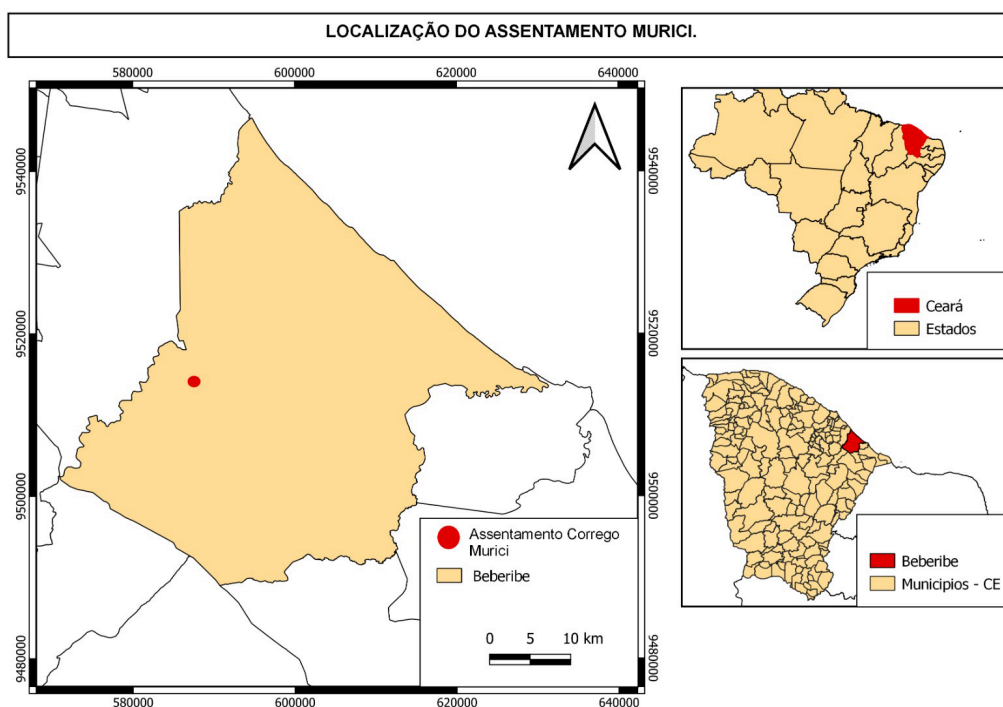 LOCALIZAÇÃO DO ASSENTAMENTO MURICI.
580000 600000 620000 640000
9540000
9520000
9500000
9480000
9540000
9520000
9500000
9480000
Assentamento Corrego
Murici
Beberibe
0 5 10 km
580000 600000 620000 640000
Ceará
Estados
Beberibe
Municipios - CE